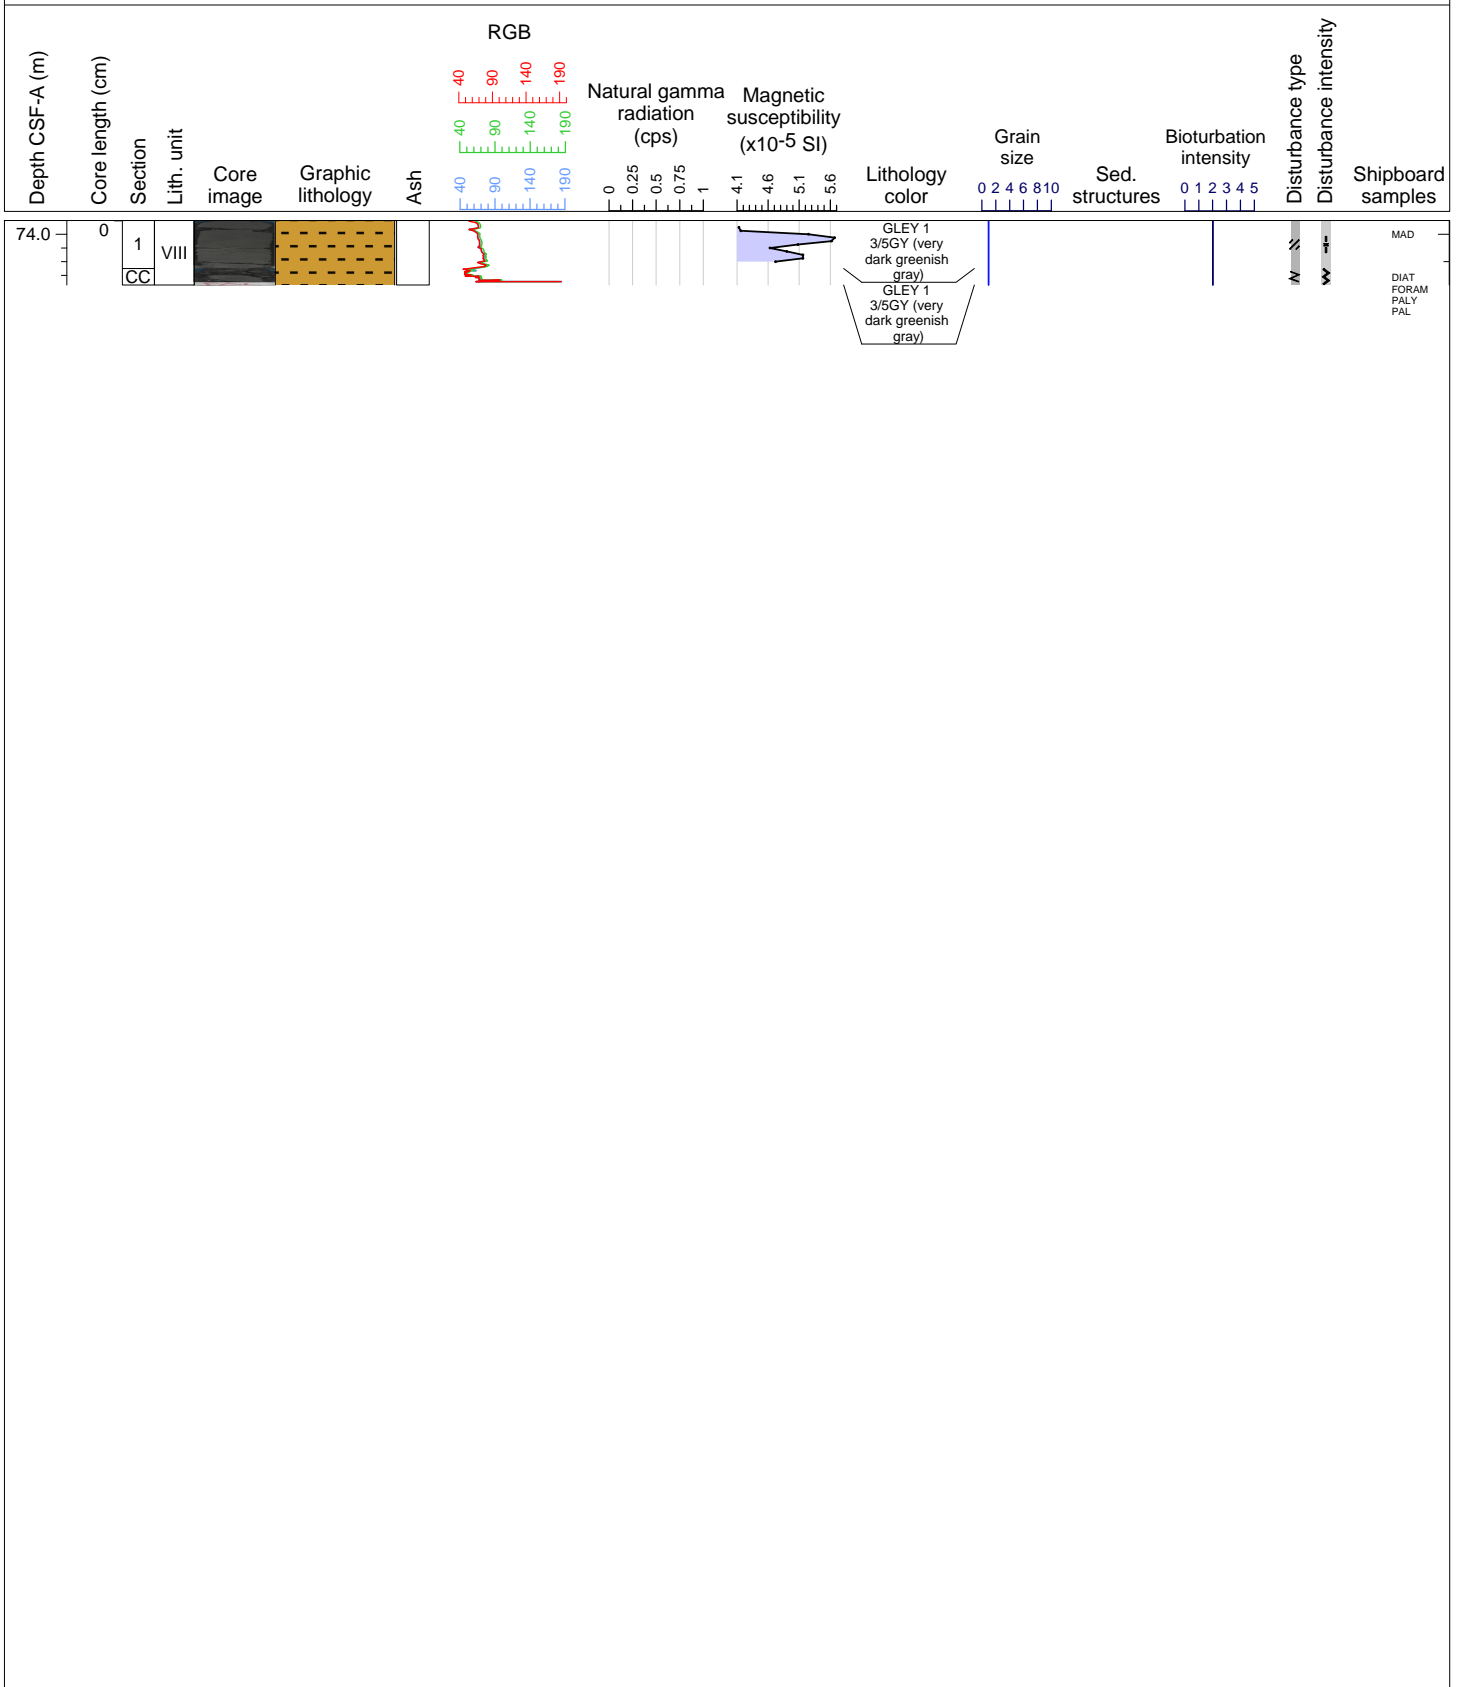 RGB
Depth CSF-A (m)
Core length (cm)
Section
Lith. unit
Core
image
Graphic
lithology
Ash
40 90 140 190
40 90 140 190
40 90 140 190
Natural gamma
radiation
(cps)
0 0.25 0.5 0.75 1
Magnetic
susceptibility
(x10-5 SI)
4.1 4.6 5.1 5.6
Lithology
color
Grain
size
0 2 4 6 8 10
Sed.
structures
Bioturbation
intensity
0 1 2 3 4 5
Disturbance type
Disturbance intensity
Shipboard
samples
74.0
0
1
CC
VIII
GLEY 1
3/5GY (very
dark greenish
gray)
GLEY 1
3/5GY (very
dark greenish
gray)
MAD
DIAT
FORAM
PALY
PAL